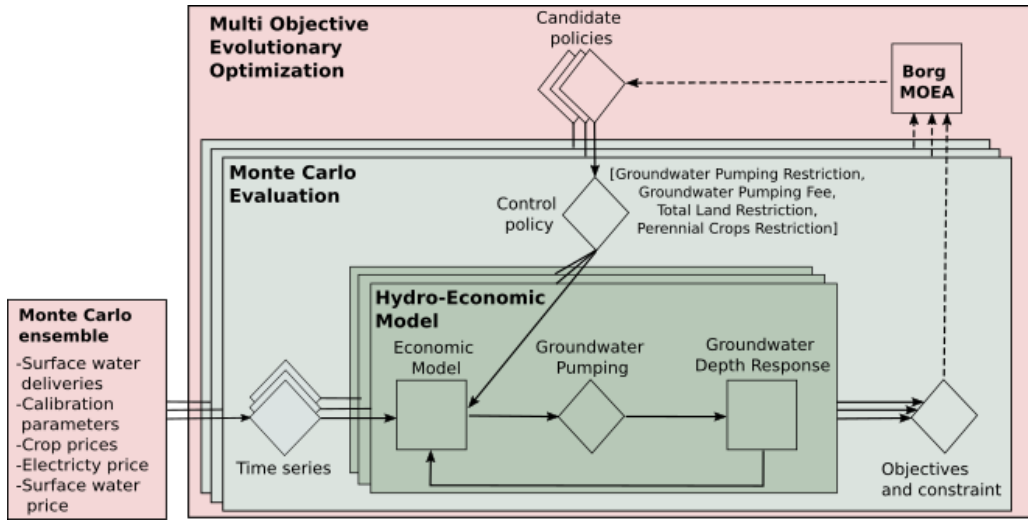 Multi Objective
Evolutionary
Optimization
Candidate
policies
Borg
MOEA
Monte Carlo
Evaluation
Control
policy
[Groundwater Pumping Restriction,
Groundwater Pumping Fee,
Total Land Restriction,
Perennial Crops Restriction]
Monte Carlo
ensemble
-Surface water
deliveries
-Calibration
parameters
-Crop prices
-Electricty price
-Surface water
price
Time series
Hydro-Economic
Model
Economic
Model
Groundwater
Pumping
Groundwater
Depth Response
Objectives
and constraint